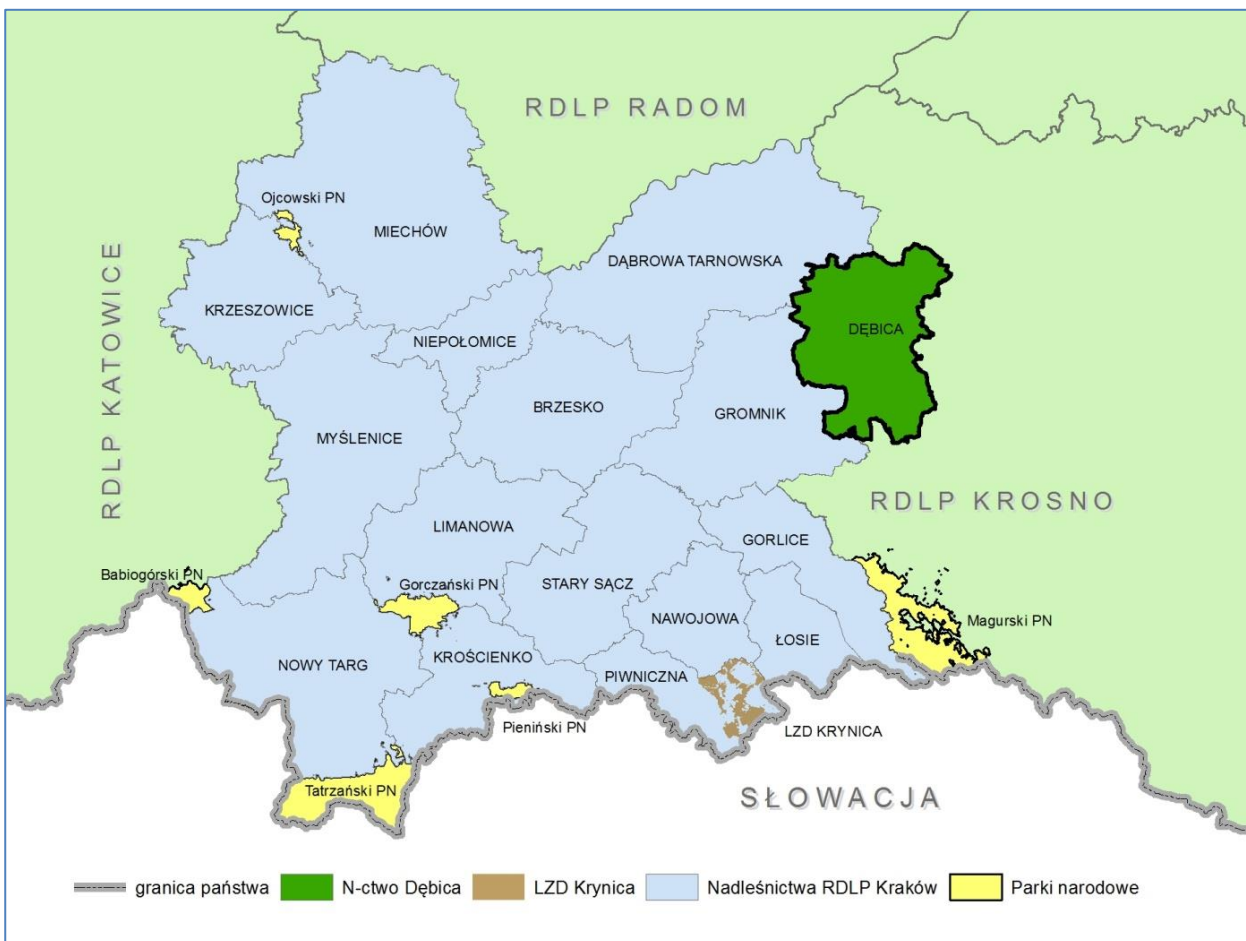 RDLP RADOM
Ojcowski PN
MIECHÓW
DĄBROWA TARNOWSKA
RDLP KATOWICE
KRZESZOWICE
DĘBICA
NIEPOŁOMICE
BRZESKO
GROMNIK
MYŚLENICE
RDLP KROSNO
LIMANOWA
GORLICE
Babiogórski PN
Gorczański PN
STARY SĄCZ
NAWOJOWA
Magurski PN
ŁOSIE
NOWY TARG
KROŚCIENKO
PIWNICZNA
Pieniński PN
LZD KRYNICA
Tatrzański PN
SŁOWACJA
granica państwa
N-ctwo Dębica
LZD Krynica
Nadleśnictwa RDLP Kraków
Parki narodowe